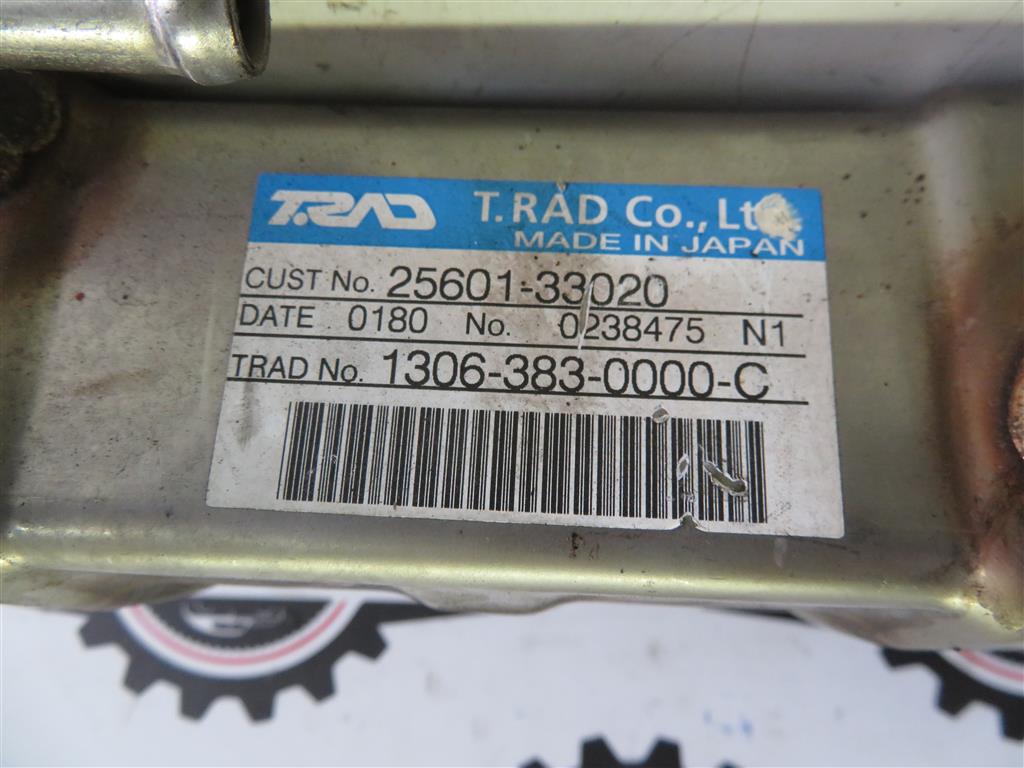 T.RAD T.RAD Co., Lt
MADE IN JAPAN
CUST No. 25601-33020
DATE 0180 No. 0238475 N1
TRAD No. 1306-383-0000-C